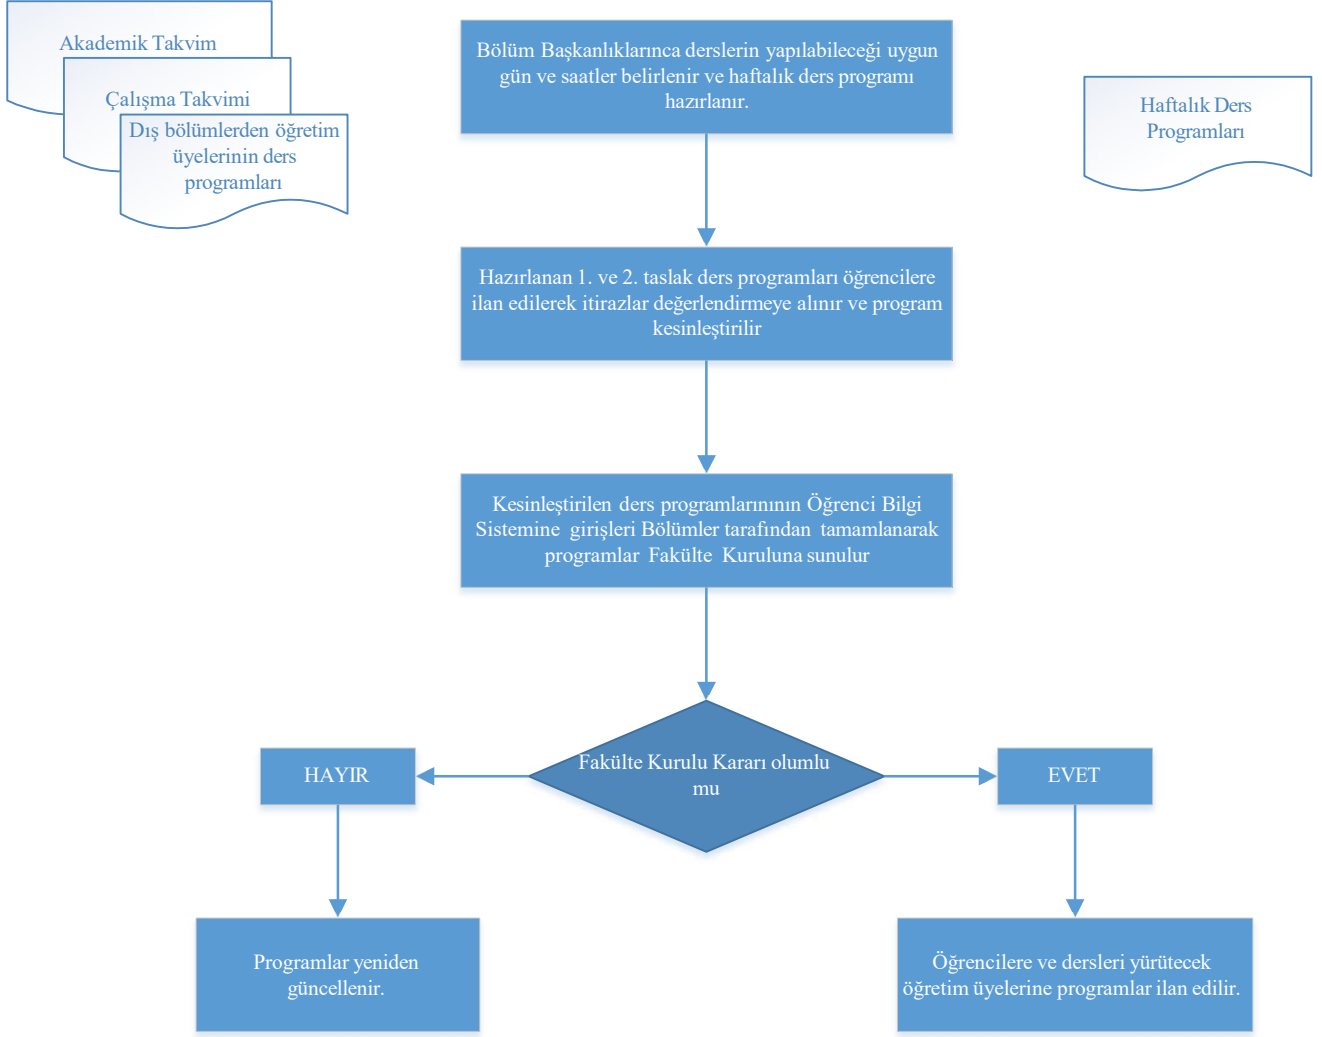 Akademik Takvim
Çalışma Takvimi
Dış bölümlerden öğretim
üyelerinin ders
programları
Bölüm Başkanlıklarınca derslerin yapılabileceği uygun
gün ve saatler belirlenir ve haftalık ders programı
hazırlanır.
Haftalık Ders
Programları
Hazırlanan 1. ve 2. taslak ders programları öğrencilere
ilan edilerek itirazlar değerlendirmeye alınır ve program
kesinleştirilir
Kesinleştirilen ders programlarınının Öğrenci Bilgi
Sistemine girişleri Bölümler tarafından tamamlanarak
programlar Fakülte Kuruluna sunulur
Fakülte Kurulu Kararı olumlu
mu
HAYIR
EVET
Programlar yeniden
güncellenir.
Öğrencilere ve dersleri yürütecek
öğretim üyelerine programlar ilan edilir.